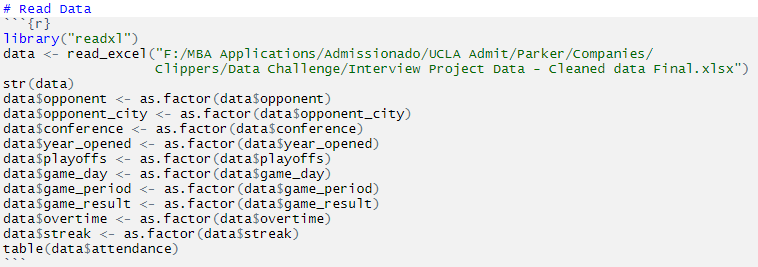 # Read Data
```{r}
library("readxl")
data <- read_excel("F:/MBA Applications/Admissionado/UCLA Admit/Parker/Companies/
Clippers/Data Challenge/Interview Project Data - Cleaned data Final.xlsx")
str(data)
data$opponent <- as.factor(data$opponent)
data$opponent_city <- as.factor(data$opponent_city)
data$conference <- as.factor(data$conference)
data$year_opened <- as.factor(data$year_opened)
data$playoffs <- as.factor(data$playoffs)
data$game_day <- as.factor(data$game_day)
data$game_period <- as.factor(data$game_period)
data$game_result <- as.factor(data$game_result)
data$overtime <- as.factor(data$overtime)
data$streak <- as.factor(data$streak)
table(data$attendance)
```